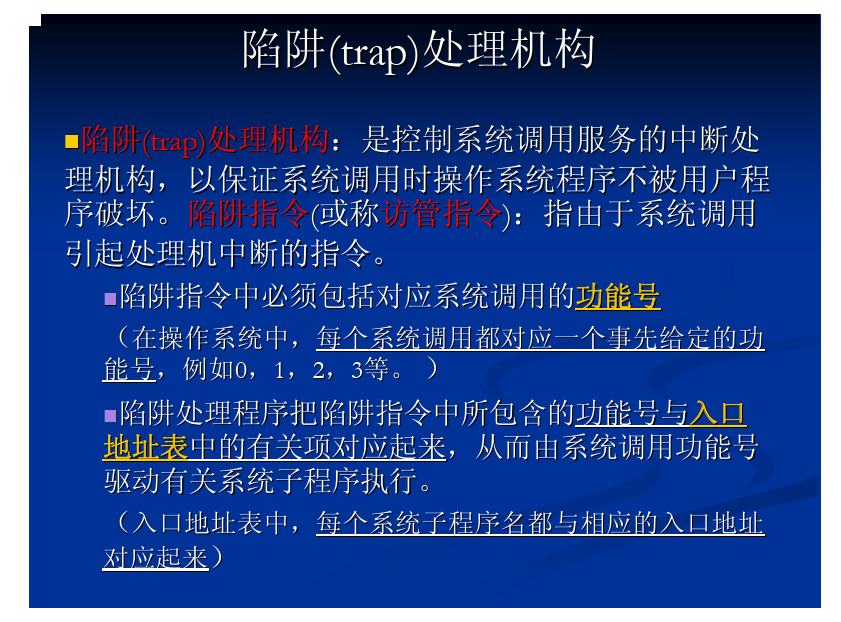 陷阱(trap)处理机构
陷阱(trap)处理机构：是控制系统调用服务的中断处
理机构，以保证系统调用时操作系统程序不被用户程
序破坏。陷阱指令(或称访管指令)：指由于系统调用
引起处理机中断的指令。
陷阱指令中必须包括对应系统调用的功能号
（在操作系统中，每个系统调用都对应一个事先给定的功
能号，例如0，1，2，3等。）
陷阱处理程序把陷阱指令中所包含的功能号与入口
地址表中的有关项对应起来，从而由系统调用功能号
驱动有关系统子程序执行。
（入口地址表中，每个系统子程序名都与相应的入口地址
对应起来）